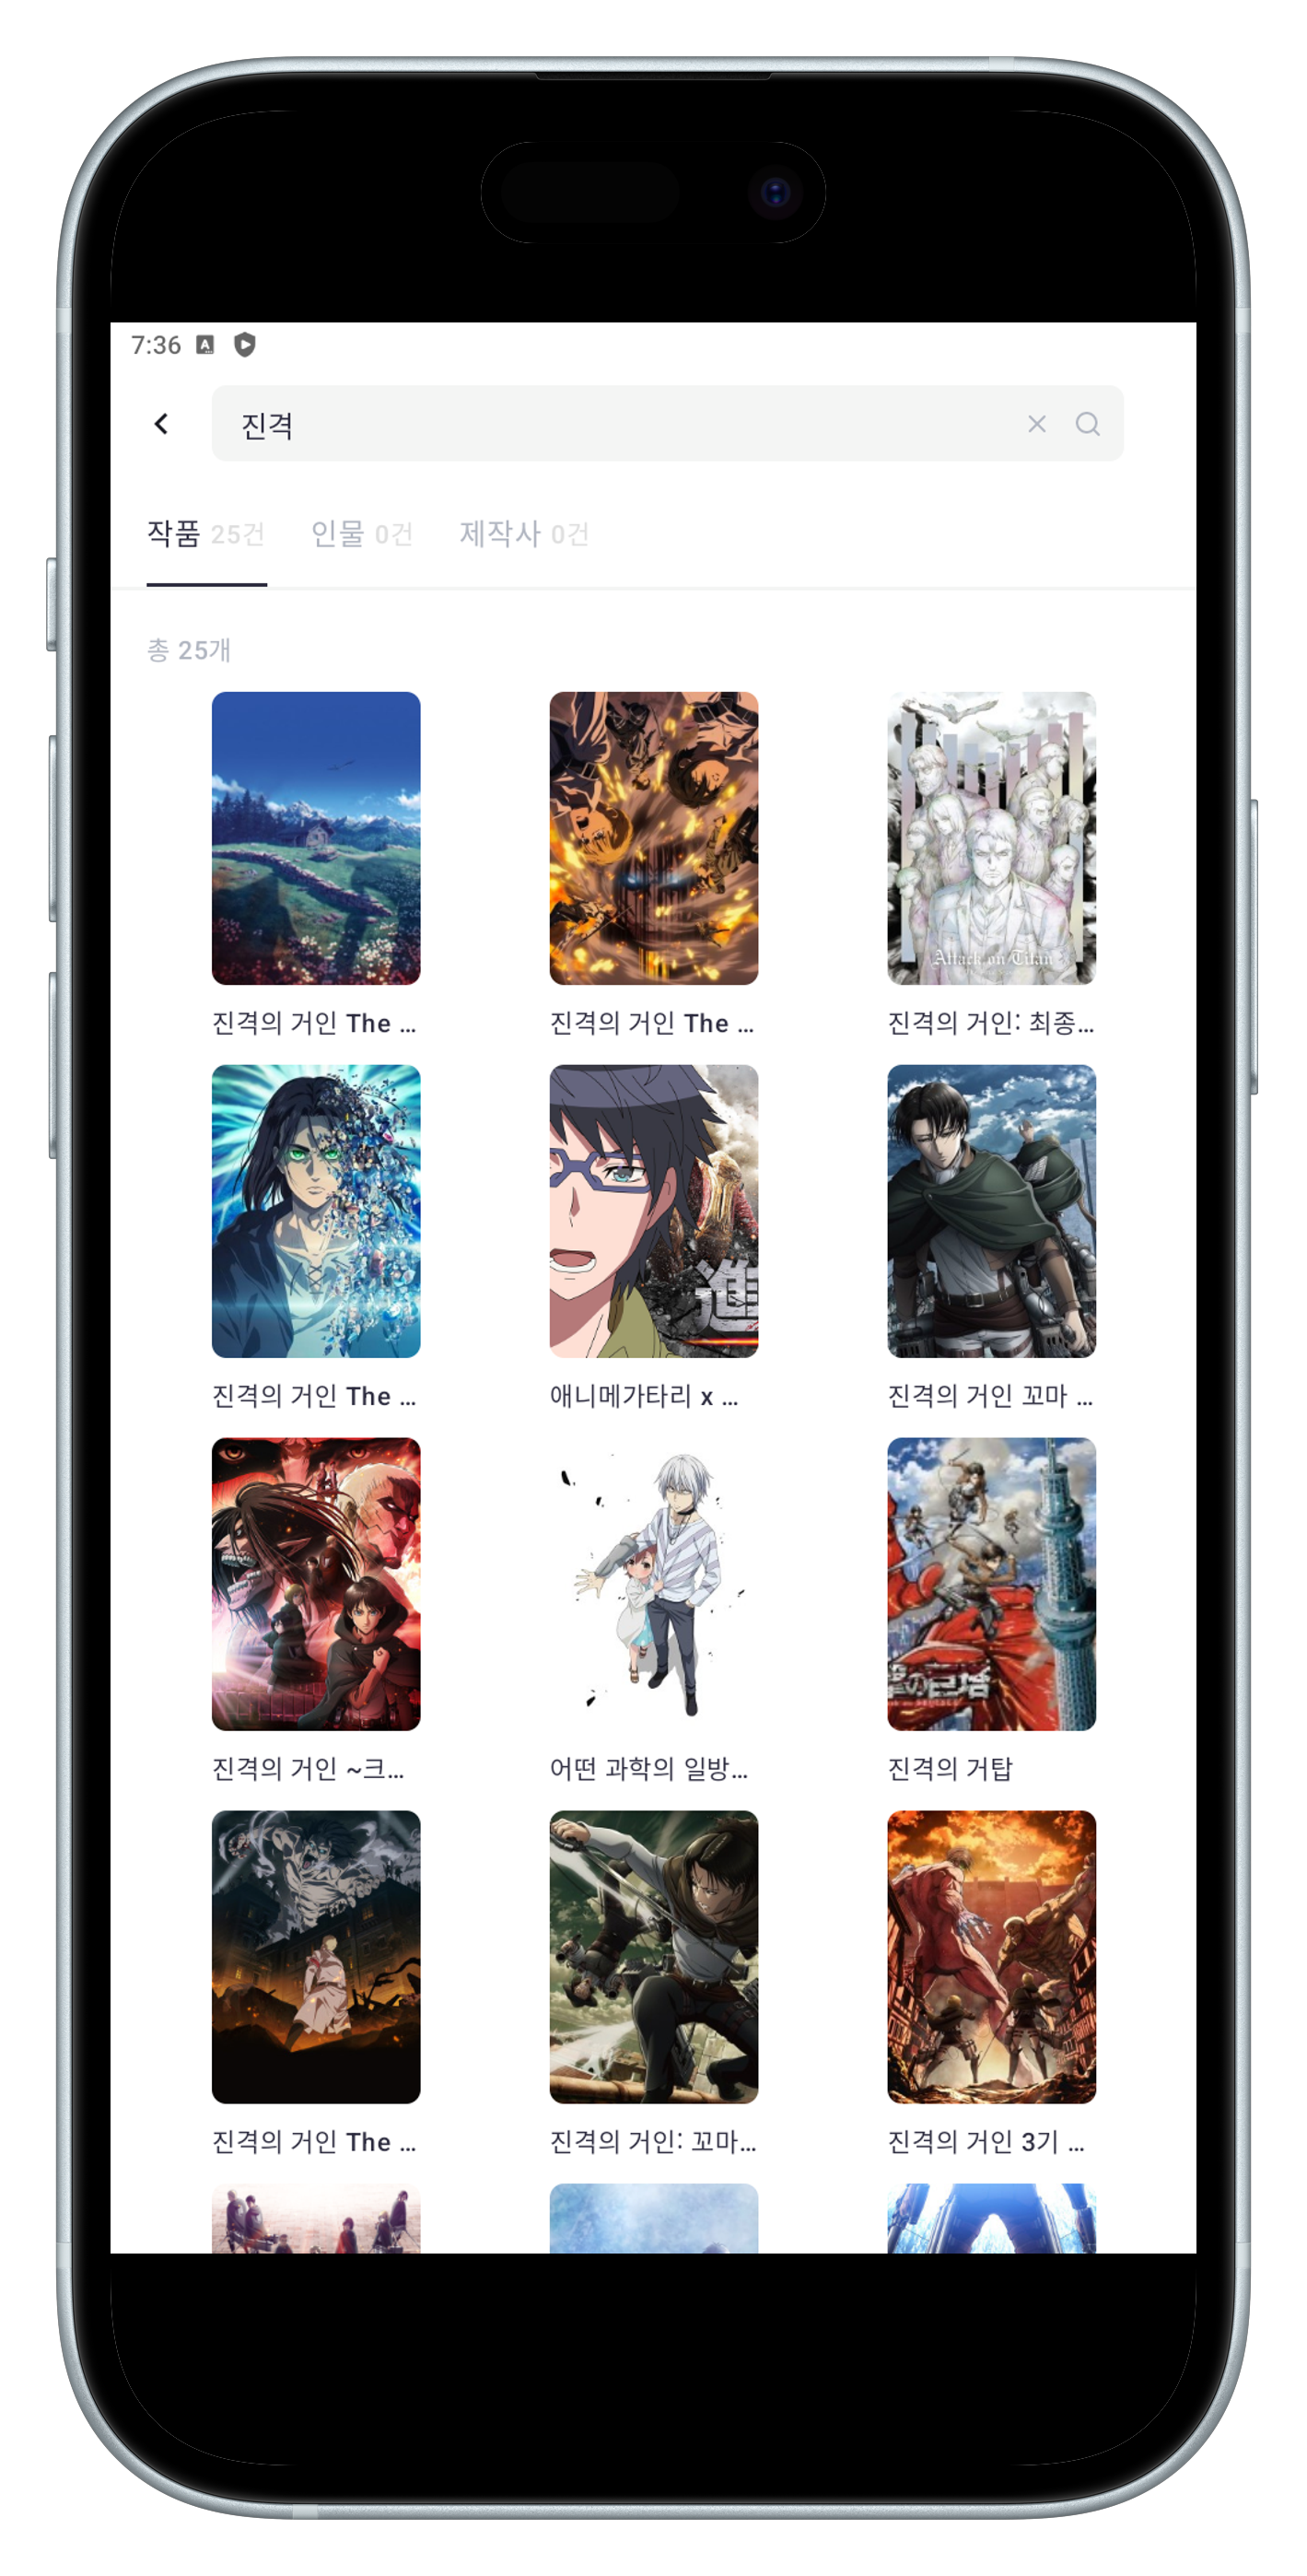 7:36
진격
작품 25건 인물 0건 제작사 0건
총 25개
Attack on Titan
진격의 거인 The ...
진격의 거인 The ...
진격의 거인: 최종...
進
진격의 거인 The ...
애니메가타리 x ...
진격의 거인 꼬마 ...
撃の巨塔
진격의 거인 ~크...
어떤 과학의 일방...
진격의 거탑
진격의 거인 The ...
진격의 거인: 꼬마...
진격의 거인 3기 ...